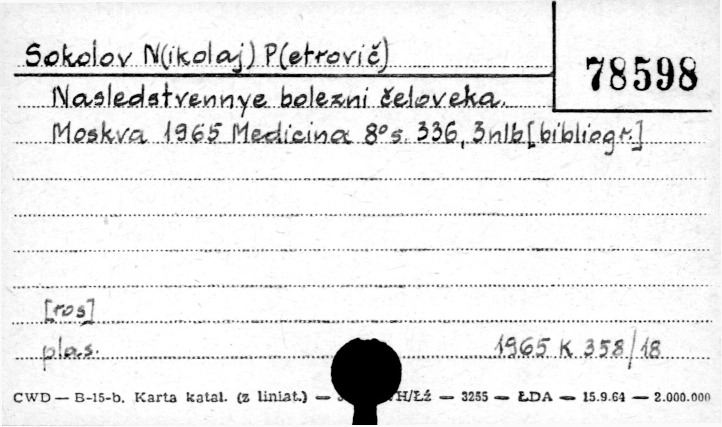 Sokolov N(ikolaj) P(etrovič)
78598
Nasledstvennye bolezni čeloveka.
Moskva 1965 Medicina 8° s. 336, 3nlb [bibliogr.]
[ros]
plas. 1965 K 358/18
CWD — B-15-b. Karta katal. (z liniat.) — /Łź — 3255 — ŁDA — 15.9.64 — 2.000.000